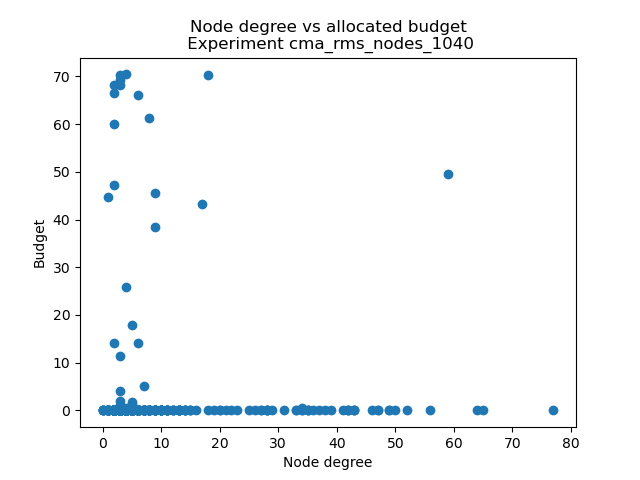 Node degree vs allocated budget
Experiment cma_rms_nodes_1040
70
60
50
40
30
20
10
0
Budget
0 10 20 30 40 50 60 70 80
Node degree